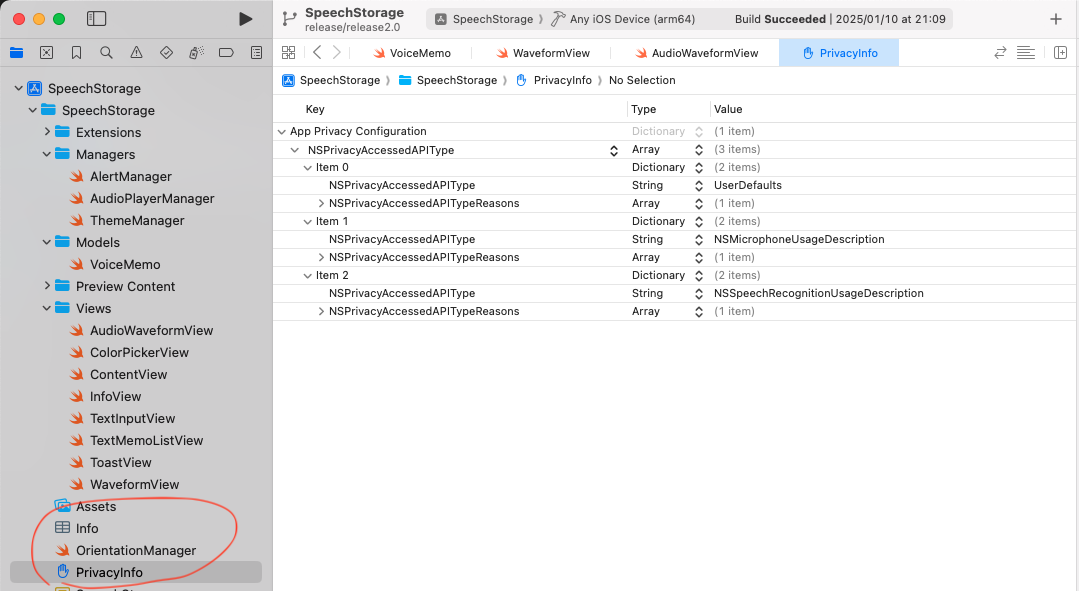 SpeechStorage
release/release2.0
SpeechStorage
Any iOS Device (arm64)
Build Succeeded | 2025/01/10 at 21:09
VoiceMemo
WaveformView
AudioWaveformView
PrivacyInfo
SpeechStorage
SpeechStorage
PrivacyInfo
No Selection
SpeechStorage
SpeechStorage
Extensions
Managers
AlertManager
AudioPlayerManager
ThemeManager
Models
VoiceMemo
Preview Content
Views
AudioWaveformView
ColorPickerView
ContentView
InfoView
TextInputView
TextMemoListView
ToastView
WaveformView
Assets
Info
OrientationManager
PrivacyInfo
Key Type Value
App Privacy Configuration Dictionary (1 item)
NSPrivacyAccessedAPIType Array (3 items)
Item 0 Dictionary (2 items)
NSPrivacyAccessedAPIType String UserDefaults
NSPrivacyAccessedAPITypeReasons Array (1 item)
Item 1 Dictionary (2 items)
NSPrivacyAccessedAPIType String NSMicrophoneUsageDescription
NSPrivacyAccessedAPITypeReasons Array (1 item)
Item 2 Dictionary (2 items)
NSPrivacyAccessedAPIType String NSSpeechRecognitionUsageDescription
NSPrivacyAccessedAPITypeReasons Array (1 item)